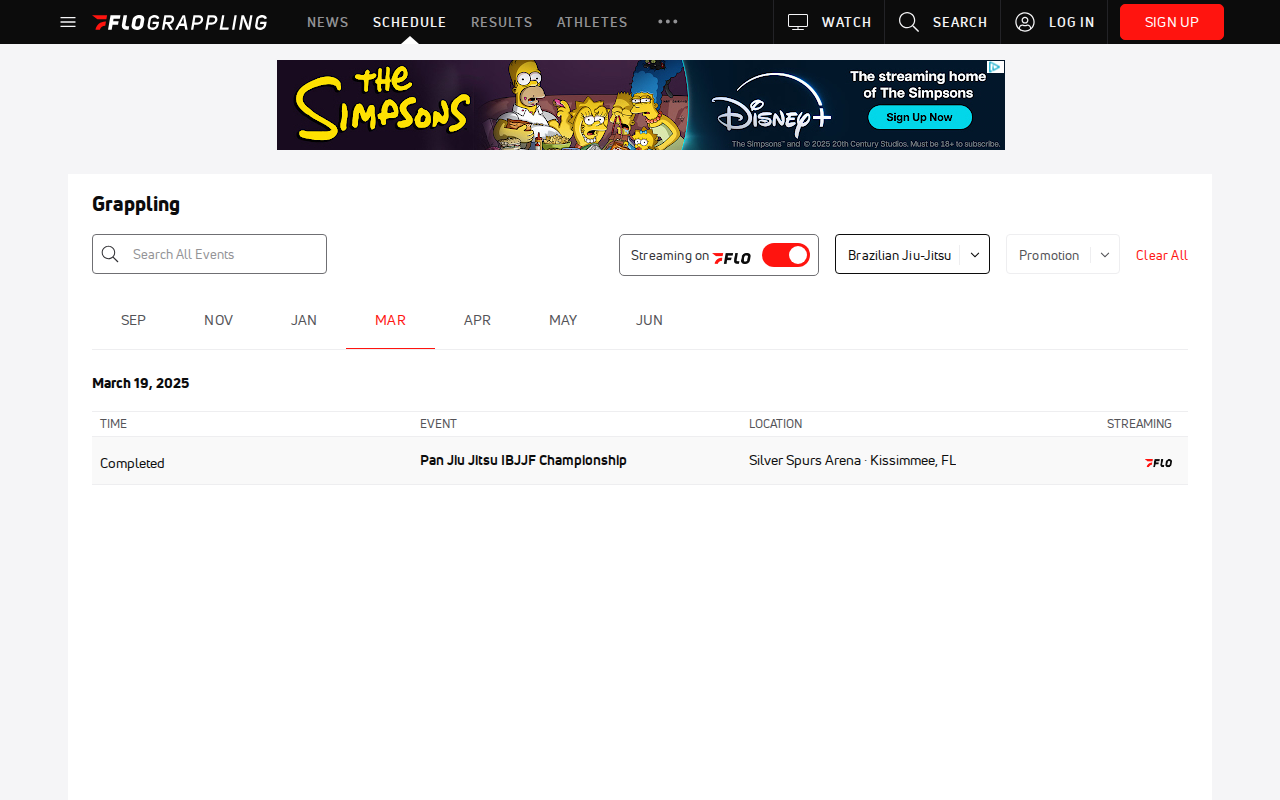 FLOGRAPPLING
NEWS
SCHEDULE
RESULTS
ATHLETES
WATCH
SEARCH
LOG IN
SIGN UP
THE SIMPSONS
Disney+
The streaming home
of The Simpsons
Sign Up Now
The Simpsons™ and © 2025 20th Century Studios. Must be 18+ to subscribe.
Grappling
Search All Events
Streaming on FLO
Brazilian Jiu-Jitsu
Promotion
Clear All
SEP NOV JAN MAR APR MAY JUN
March 19, 2025
TIME EVENT LOCATION STREAMING
Completed Pan Jiu Jitsu IBJJF Championship Silver Spurs Arena · Kissimmee, FL FLO